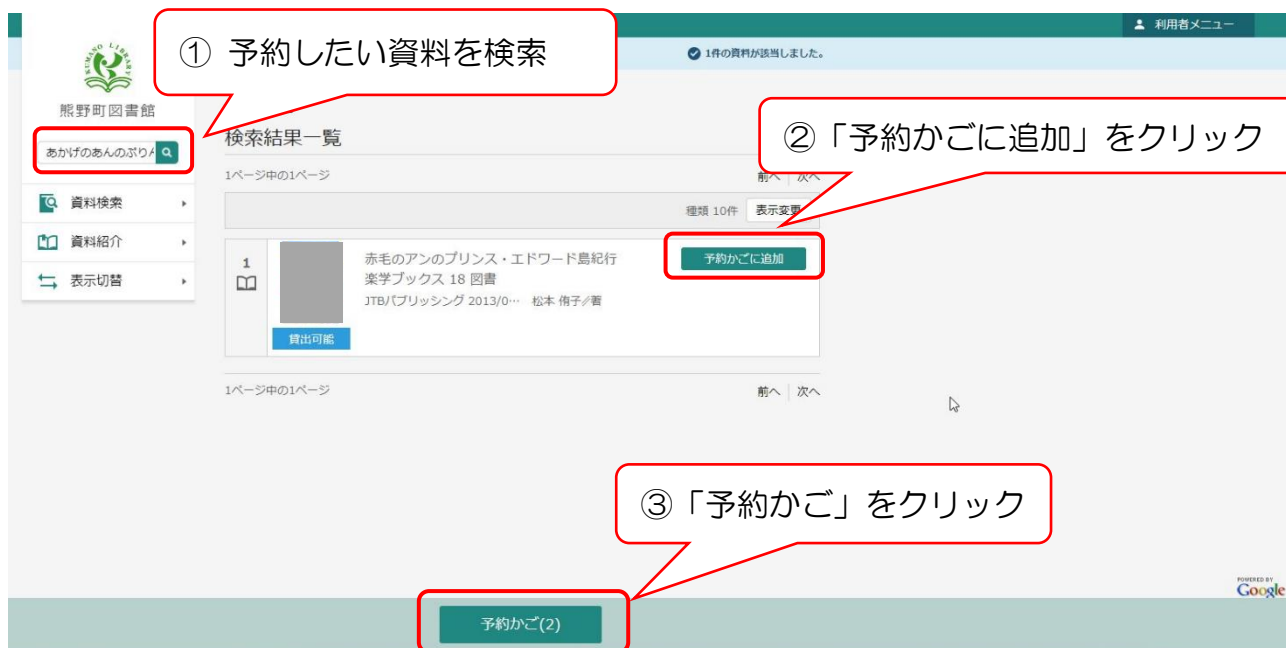 利用者メニュー
① 予約したい資料を検索
1件の資料が該当しました。
KUMANO LIBRARY
熊野町図書館
あかげのあんのぷりん
資料検索
資料紹介
表示切替
検索結果一覧
②「予約かごに追加」をクリック
1ページ中の1ページ
前へ 次へ
種類 10件 表示変更
1
赤毛のアンのプリンス・エドワード島紀行
楽学ブックス 18 図書
JTBパブリッシング 2013/0… 松本 侑子∥著
予約かごに追加
貸出可能
1ページ中の1ページ
前へ 次へ
③「予約かご」をクリック
POWERED BY
Google
予約かご(2)